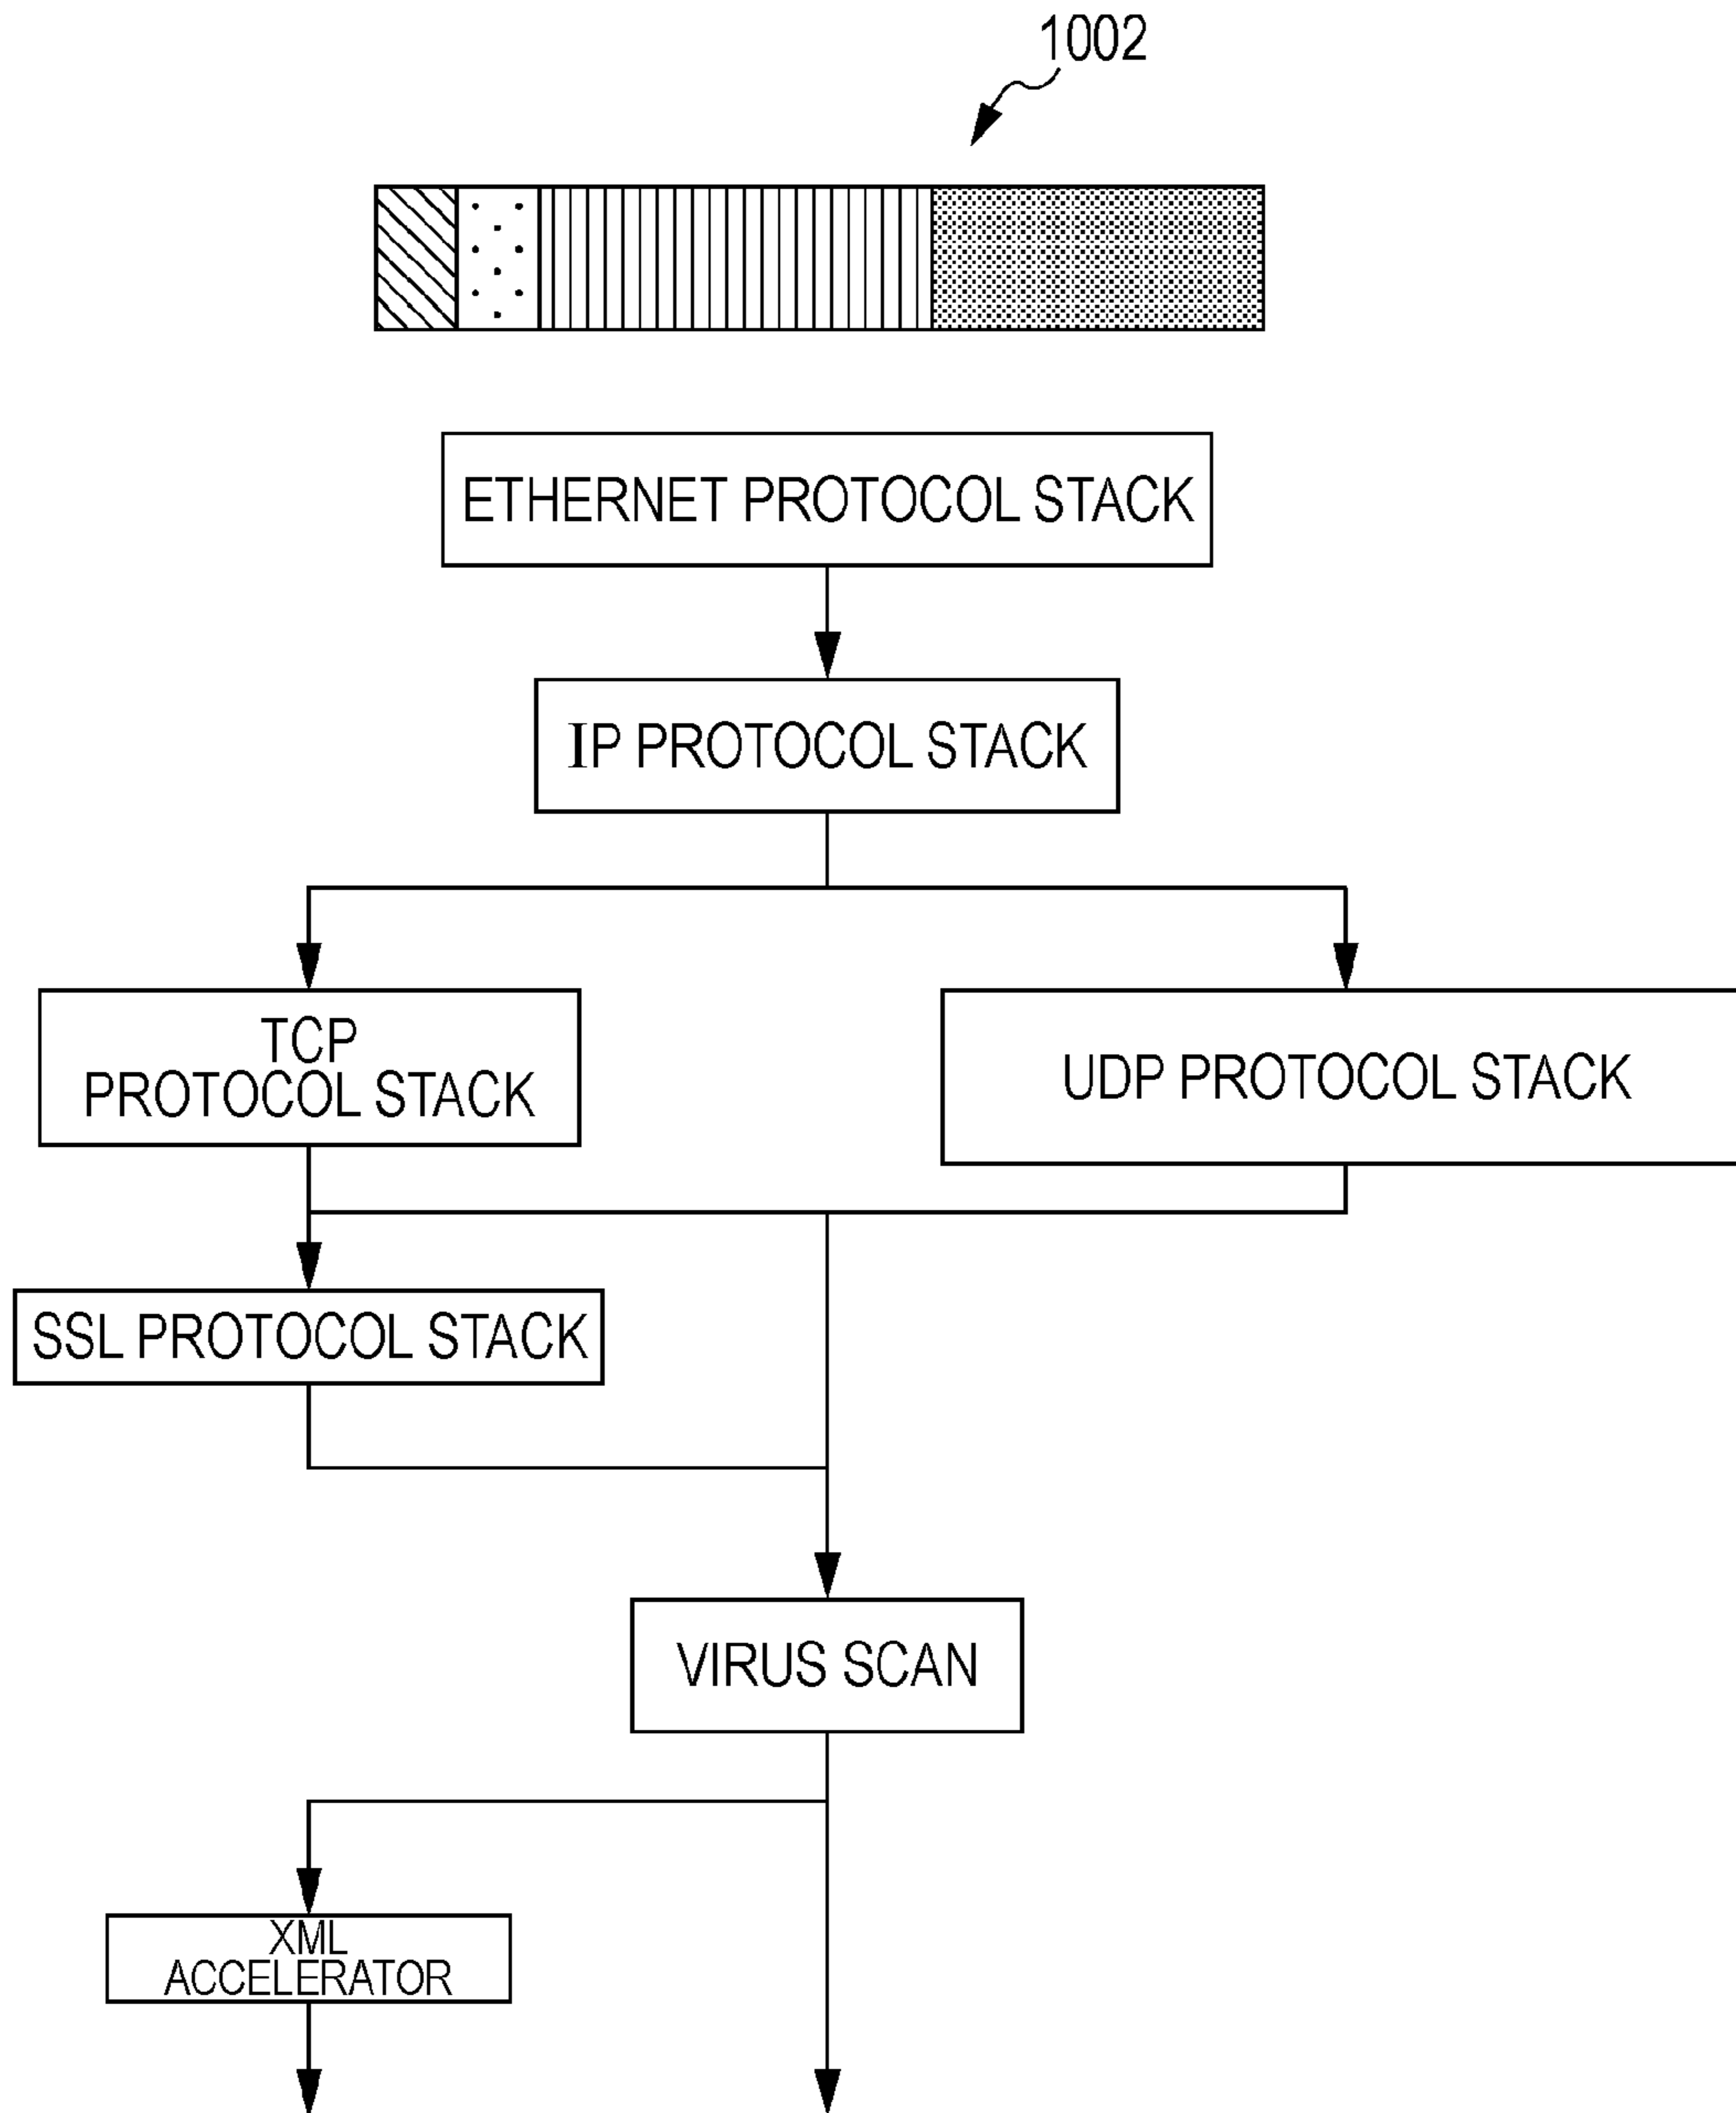 1002
ETHERNET PROTOCOL STACK
IP PROTOCOL STACK
TCP
PROTOCOL STACK
UDP PROTOCOL STACK
SSL PROTOCOL STACK
VIRUS SCAN
XML
ACCELERATOR